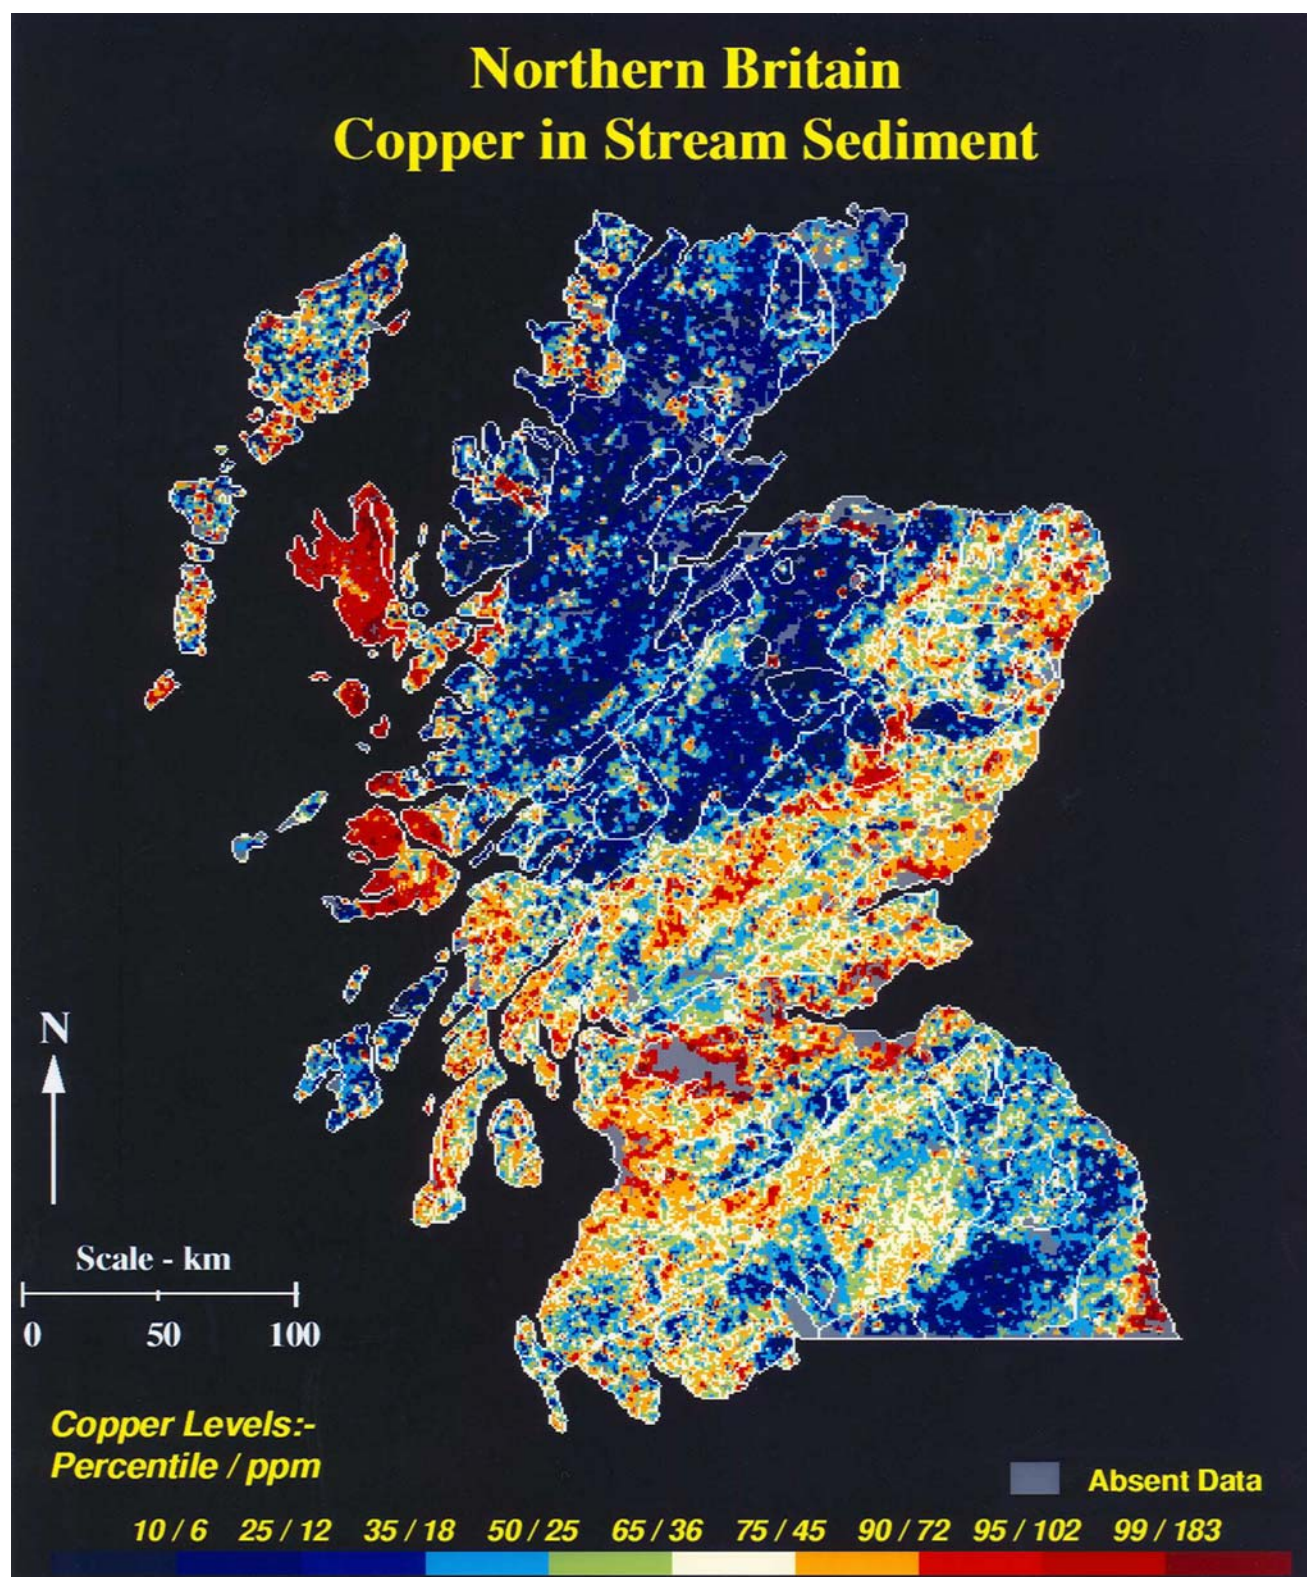 Northern Britain
Copper in Stream Sediment
N
Scale - km
0 50 100
Copper Levels:-
Percentile / ppm
Absent Data
10 / 6 25 / 12 35 / 18 50 / 25 65 / 36 75 / 45 90 / 72 95 / 102 99 / 183